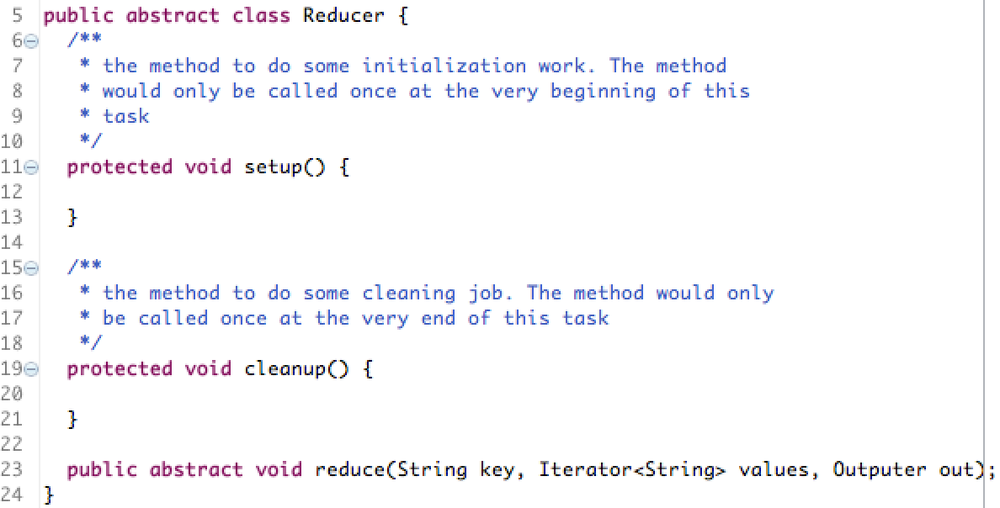 5 public abstract class Reducer {
6 /**
7 * the method to do some initialization work. The method
8 * would only be called once at the very beginning of this
9 * task
10 */
11 protected void setup() {
12
13 }
14
15 /**
16 * the method to do some cleaning job. The method would only
17 * be called once at the very end of this task
18 */
19 protected void cleanup() {
20
21 }
22
23 public abstract void reduce(String key, Iterator<String> values, Outputer out);
24 }